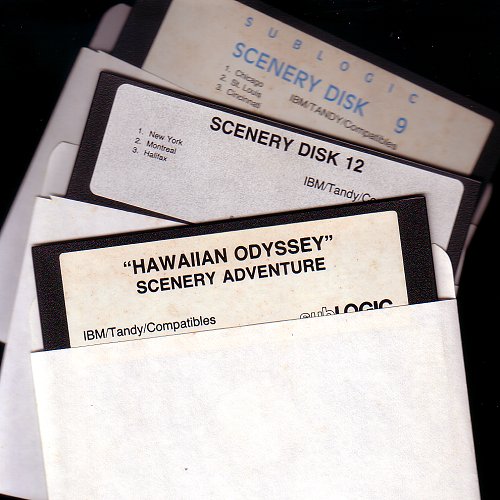 SUBLOGIC
SCENERY DISK 9
1. Chicago
2. St. Louis
3. Cincinnati
IBM/TANDY/Compatibles
SCENERY DISK 12
1. New York
2. Montreal
3. Halifax
IBM/Tandy/Co
"HAWAIIAN ODYSSEY"
SCENERY ADVENTURE
IBM/Tandy/Compatibles
subLOGIC